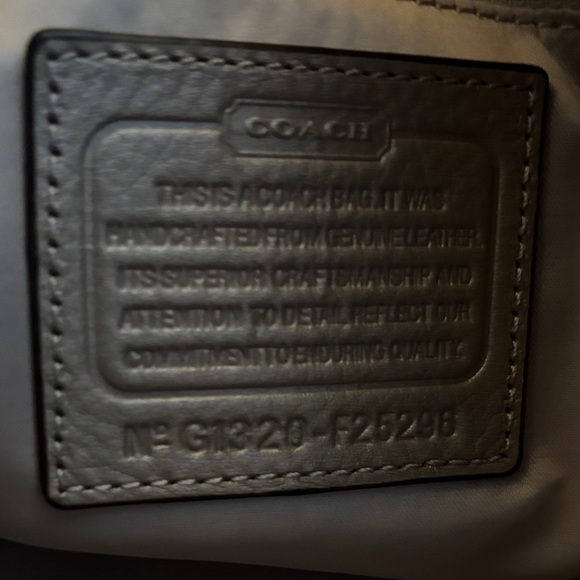 COACH
THIS IS A COACH BAG. IT WAS
HANDCRAFTED FROM GENUINE LEATHER.
ITS SUPERIOR CRAFTSMANSHIP AND
ATTENTION TO DETAIL REFLECT OUR
COMMITMENT TO ENDURING QUALITY.
Nº G1320-F25296